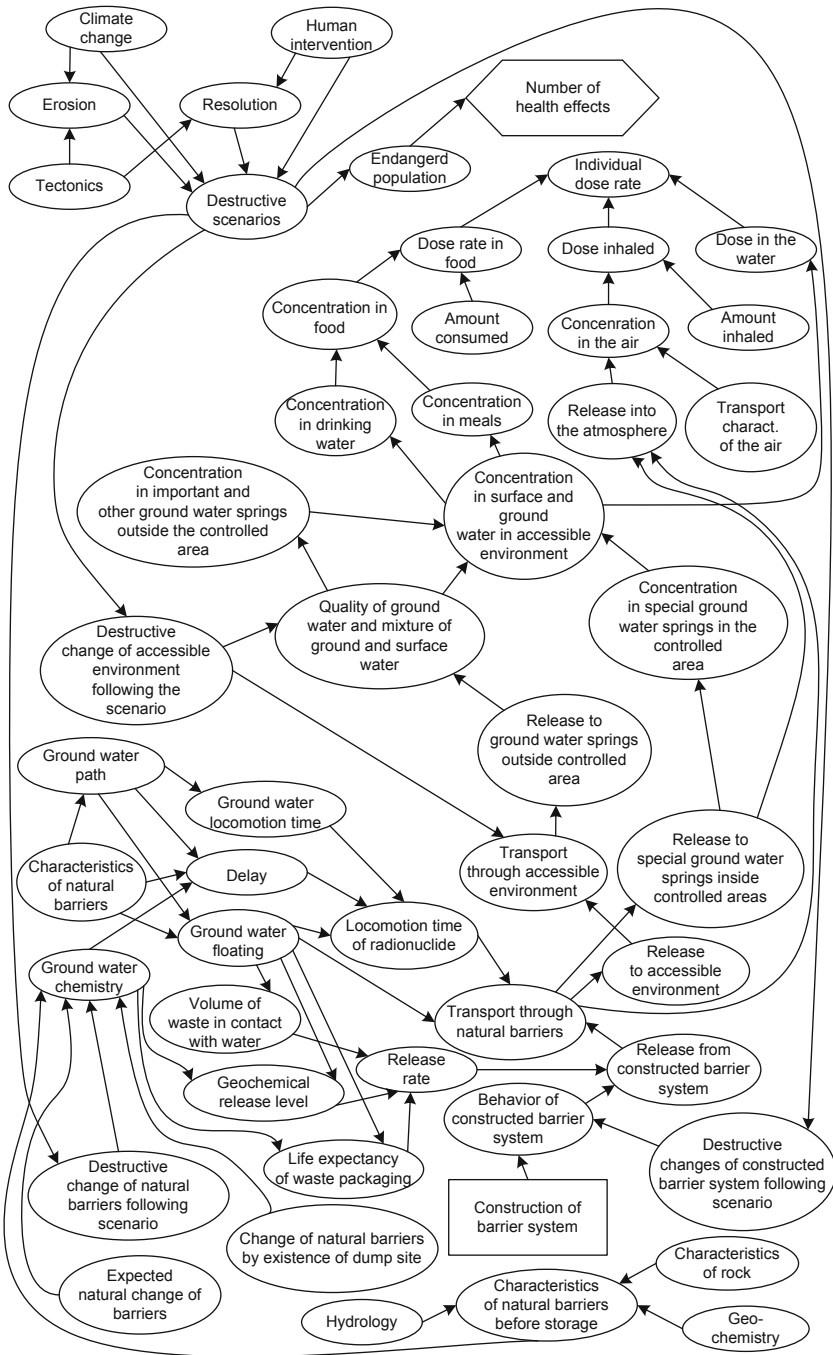 Climate
change
Human
intervention
Number of
health effects
Erosion
Resolution
Endangerd
population
Individual
dose rate
Tectonics
Destructive
scenarios
Dose rate in
food
Dose inhaled
Dose in the
water
Concentration in
food
Amount
consumed
Concenration
in the air
Amount
inhaled
Concentration
in drinking
water
Concentration
in meals
Release into
the atmosphere
Transport
charact.
of the air
Concentration
in important and
other ground water springs
outside the controlled
area
Concentration
in surface and
ground
water in accessible
environment
Concentration
in special ground
water springs in the
controlled
area
Destructive
change of accessible
environment
following the
scenario
Quality of ground
water and mixture of
ground and surface
water
Release to
ground water springs
outside controlled
area
Ground water
path
Ground water
locomotion time
Release to
special ground water
springs inside
controlled areas
Characteristics
of natural
barriers
Delay
Transport
through accessible
environment
Ground water
floating
Locomotion time
of radionuclide
Release
to accessible
environment
Ground water
chemistry
Volume of
waste in contact
with water
Transport through
natural barriers
Release from
constructed barrier
system
Geochemical
release level
Release
rate
Behavior of
constructed barrier
system
Destructive
changes of constructed
barrier system following
scenario
Destructive
change of natural
barriers following
scenario
Life expectancy
of waste packaging
Construction of
barrier system
Change of natural barriers
by existence of dump site
Expected
natural change of
barriers
Characteristics
of rock
Hydrology
Characteristics
of natural barriers
before storage
Geo-
chemistry